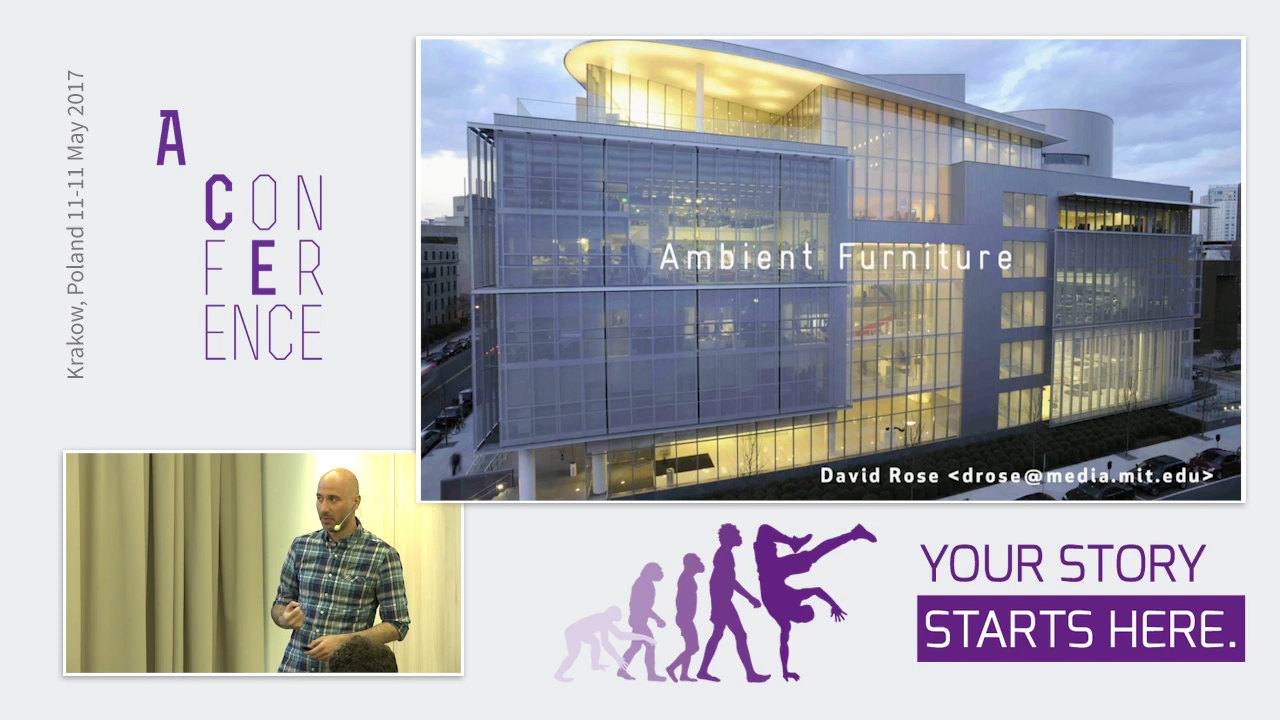 Krakow, Poland 11-11 May 2017
A
CON
FER
ENCE
Ambient Furniture
David Rose <drose@media.mit.edu>
YOUR STORY
STARTS HERE.